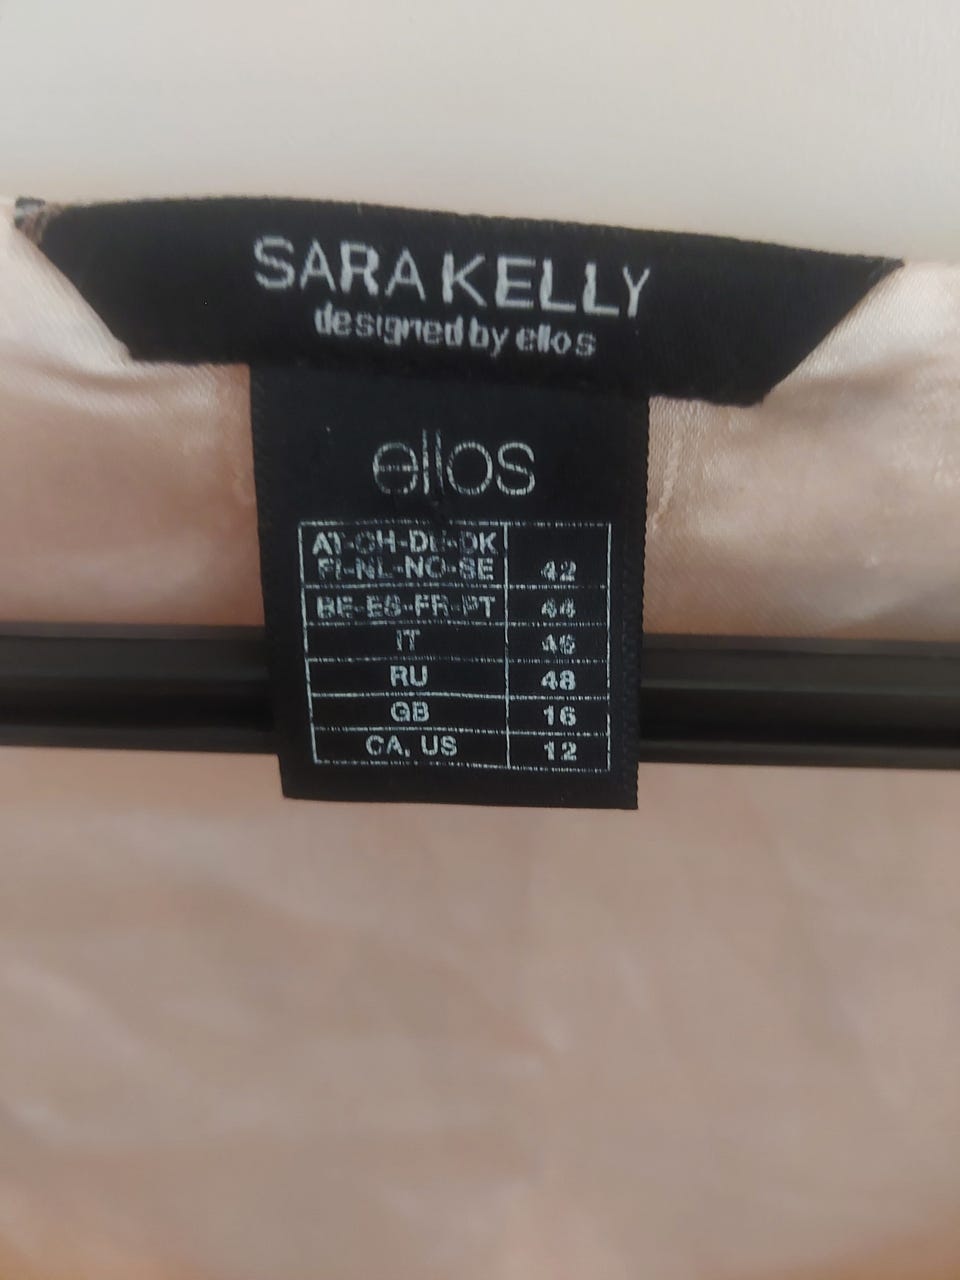 SARA KELLY
designed by ellos
ellos
AT-CH-DE-DK
FI-NL-NO-SE 42
BE-ES-FR-PT 44
IT 46
RU 48
GB 16
CA, US 12